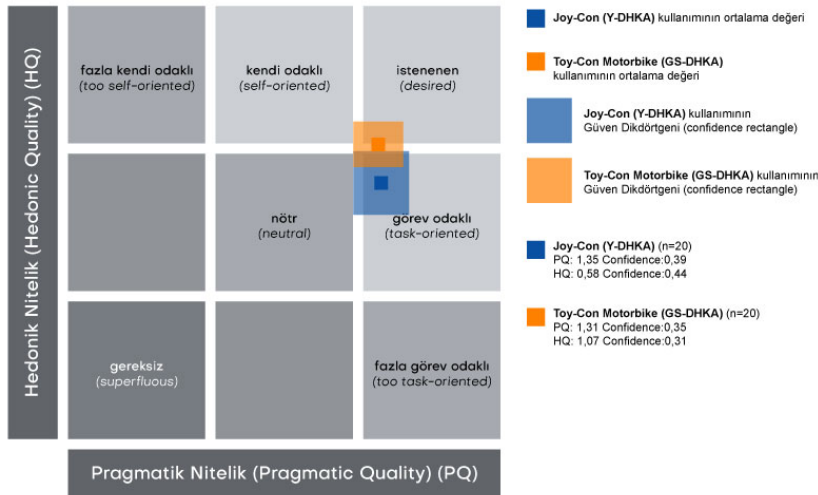 Hedonik Nitelik (Hedonic Quality) (HQ)
fazla kendi odaklı
(too self-oriented)
kendi odaklı
(self-oriented)
istenenen
(desired)
nötr
(neutral)
görev odaklı
(task-oriented)
gereksiz
(superfluous)
fazla görev odaklı
(too task-oriented)
Pragmatik Nitelik (Pragmatic Quality) (PQ)
Joy-Con (Y-DHKA) kullanımının ortalama değeri
Toy-Con Motorbike (GS-DHKA)
kullanımının ortalama değeri
Joy-Con (Y-DHKA) kullanımının
Güven Dikdörtgeni (confidence rectangle)
Toy-Con Motorbike (GS-DHKA) kullanımının
Güven Dikdörtgeni (confidence rectangle)
Joy-Con (Y-DHKA) (n=20)
PQ: 1,35 Confidence:0,39
HQ: 0,58 Confidence:0,44
Toy-Con Motorbike (GS-DHKA) (n=20)
PQ: 1,31 Confidence:0,35
HQ: 1,07 Confidence:0,31